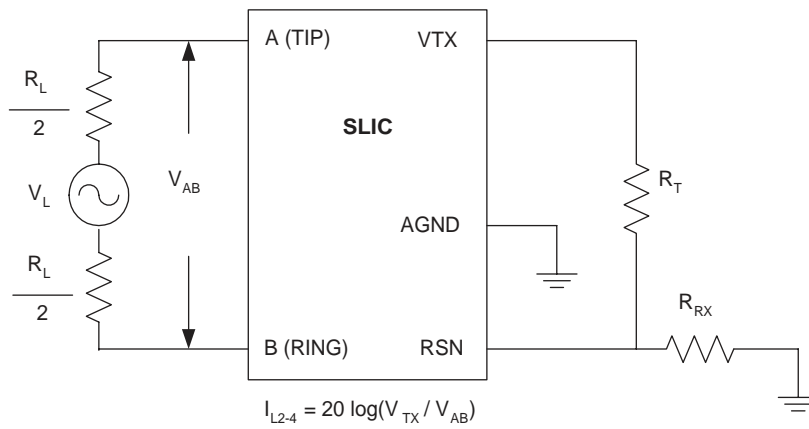 A (TIP)
VTX
R_L
2
SLIC
V_L
V_AB
R_T
AGND
R_L
2
R_RX
B (RING)
RSN
I_L2-4 = 20 log(V_TX / V_AB)